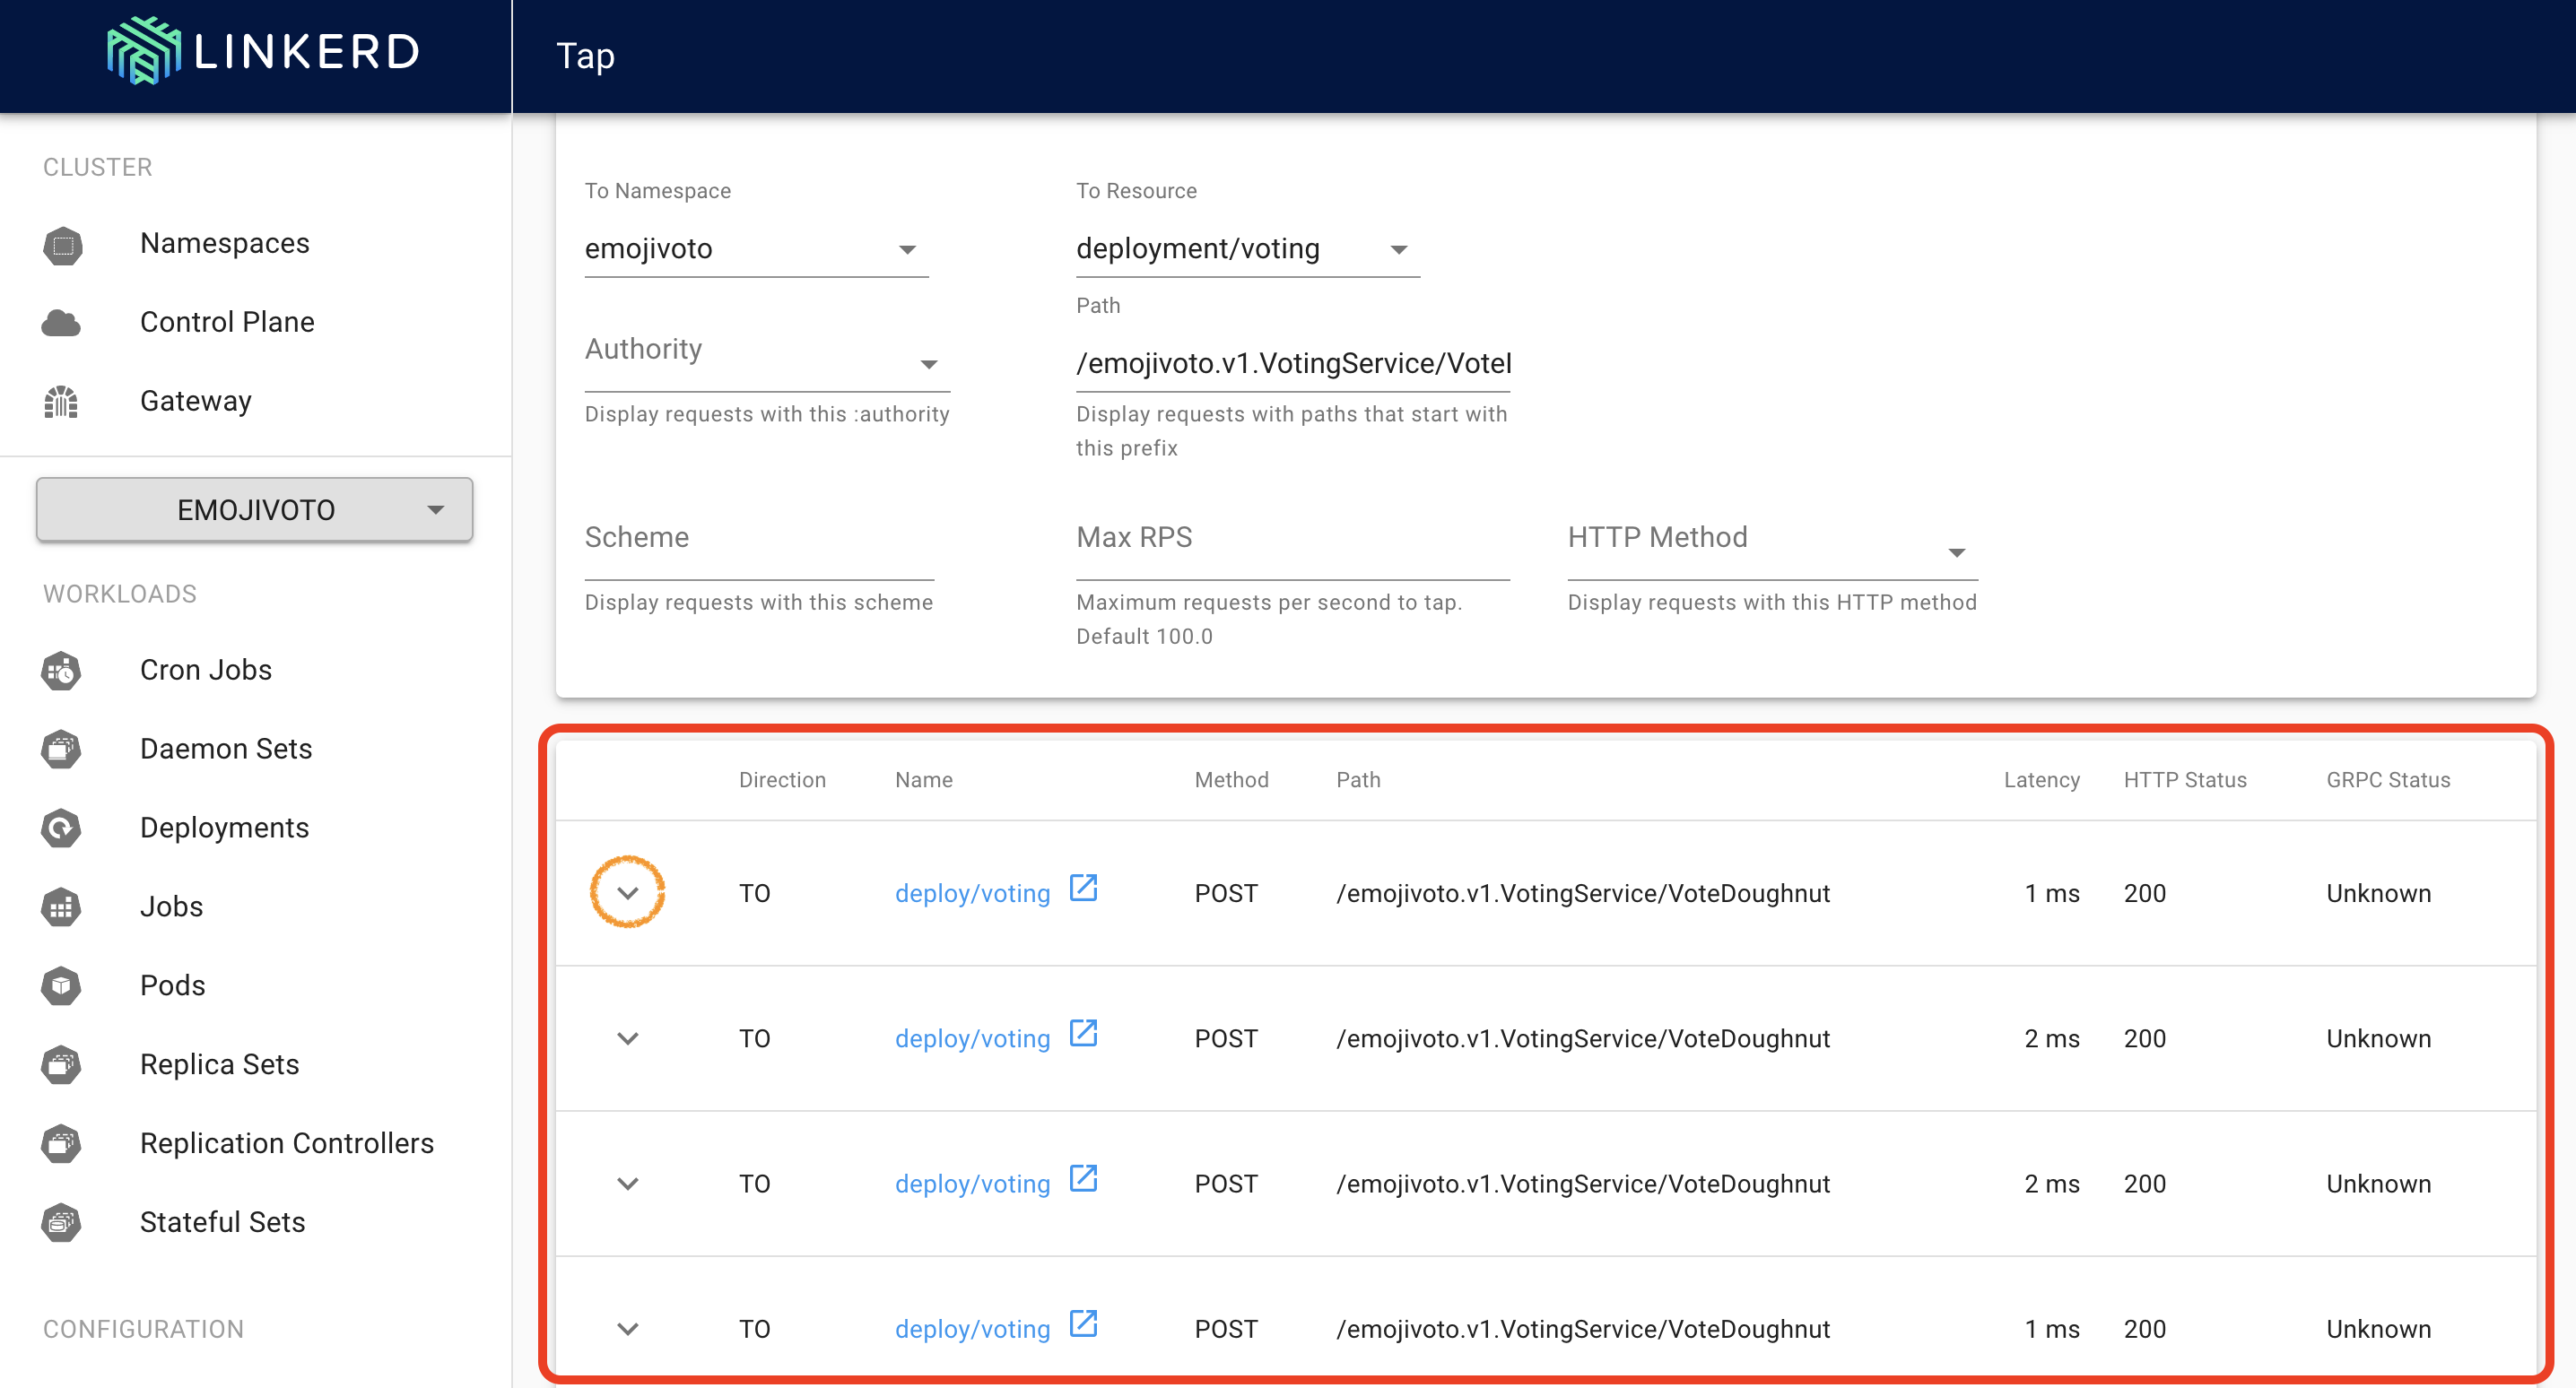 LINKERD
Tap
CLUSTER
Namespaces
Control Plane
Gateway
EMOJIVOTO
WORKLOADS
Cron Jobs
Daemon Sets
Deployments
Jobs
Pods
Replica Sets
Replication Controllers
Stateful Sets
CONFIGURATION
To Namespace To Resource
emojivoto deployment/voting
Path
Authority /emojivoto.v1.VotingService/Votel
Display requests with this :authority Display requests with paths that start with
this prefix
Scheme Max RPS HTTP Method
Display requests with this scheme Maximum requests per second to tap. Display requests with this HTTP method
Default 100.0
Direction Name Method Path Latency HTTP Status GRPC Status
TO deploy/voting POST /emojivoto.v1.VotingService/VoteDoughnut 1 ms 200 Unknown
TO deploy/voting POST /emojivoto.v1.VotingService/VoteDoughnut 2 ms 200 Unknown
TO deploy/voting POST /emojivoto.v1.VotingService/VoteDoughnut 2 ms 200 Unknown
TO deploy/voting POST /emojivoto.v1.VotingService/VoteDoughnut 1 ms 200 Unknown